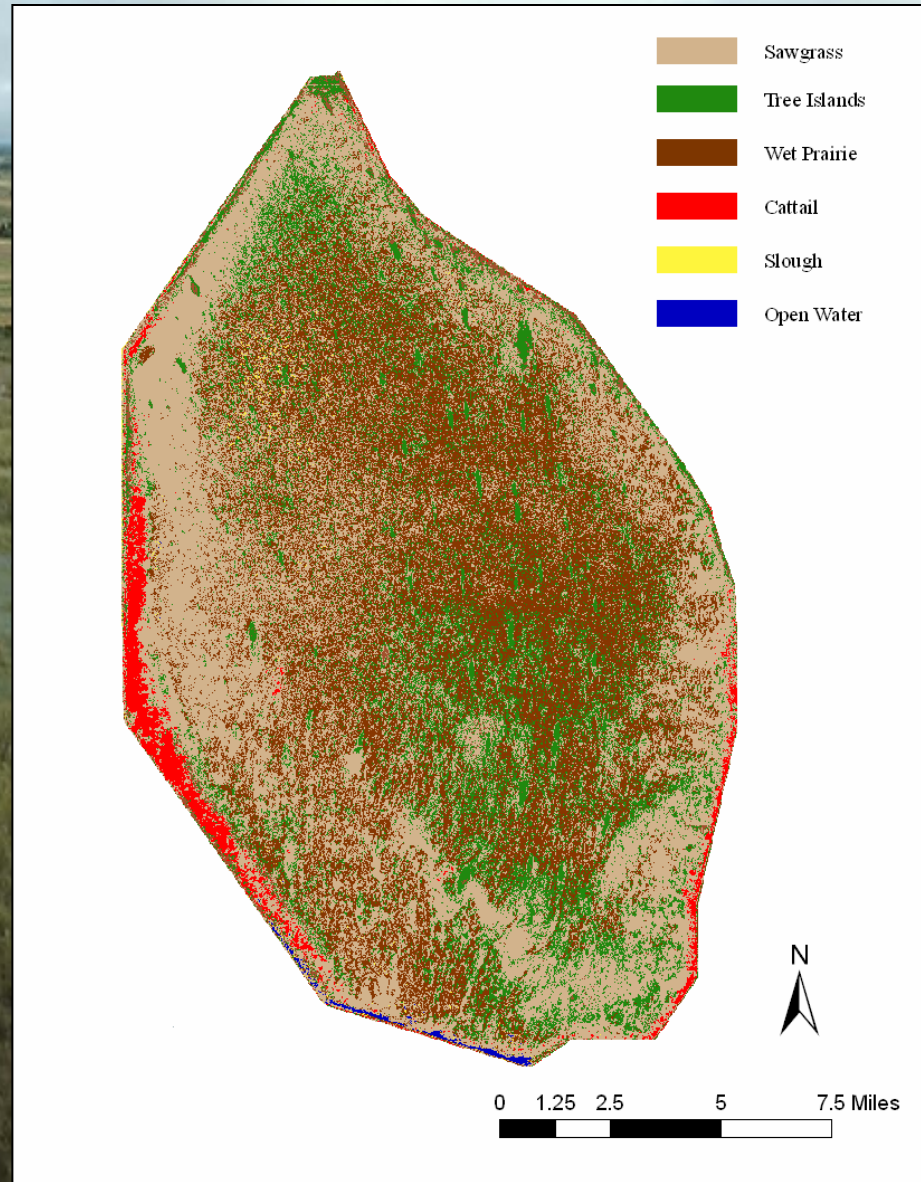 Sawgrass
Tree Islands
Wet Prairie
Cattail
Slough
Open Water
N
0 1.25 2.5 5 7.5 Miles